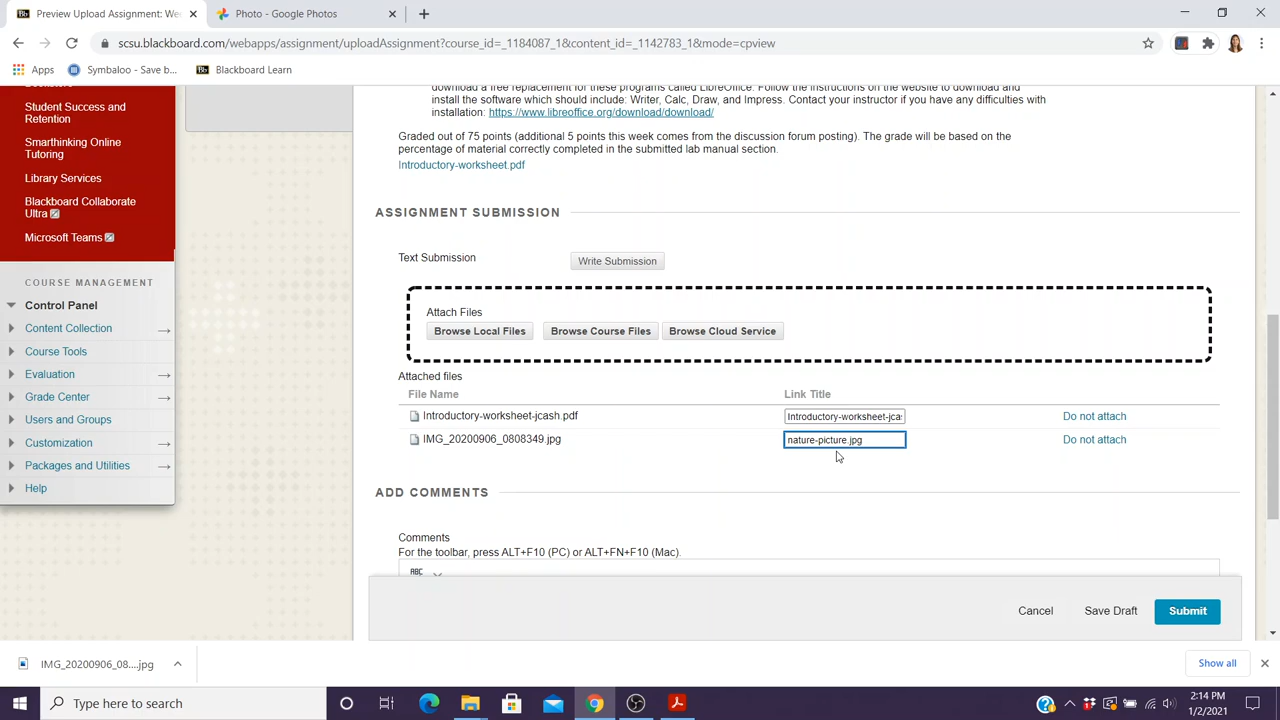 Preview Upload Assignment: We
Photo - Google Photos
scsu.blackboard.com/webapps/assignment/uploadAssignment?course_id=_1184087_1&content_id=_1142783_1&mode=cpview
Apps
Symbaloo - Save b...
Blackboard Learn
Student Success and
Retention
Smarthinking Online
Tutoring
Library Services
Blackboard Collaborate
Ultra
Microsoft Teams
COURSE MANAGEMENT
Control Panel
Content Collection
Course Tools
Evaluation
Grade Center
Users and Groups
Customization
Packages and Utilities
Help
download a free replacement for these programs called LibreOffice. Follow the instructions on the website to download and
install the software which should include: Writer, Calc, Draw, and Impress. Contact your instructor if you have any difficulties with
installation: https://www.libreoffice.org/download/download/
Graded out of 75 points (additional 5 points this week comes from the discussion forum posting). The grade will be based on the
percentage of material correctly completed in the submitted lab manual section.
Introductory-worksheet.pdf
ASSIGNMENT SUBMISSION
Text Submission
Write Submission
Attach Files
Browse Local Files
Browse Course Files
Browse Cloud Service
Attached files
File Name
Link Title
Introductory-worksheet-jcash.pdf
Introductory-worksheet-jcas
Do not attach
IMG_20200906_0808349.jpg
nature-picture.jpg
Do not attach
ADD COMMENTS
Comments
For the toolbar, press ALT+F10 (PC) or ALT+FN+F10 (Mac).
ABC
Cancel
Save Draft
Submit
IMG_20200906_08....jpg
Show all
Type here to search
2:14 PM
1/2/2021